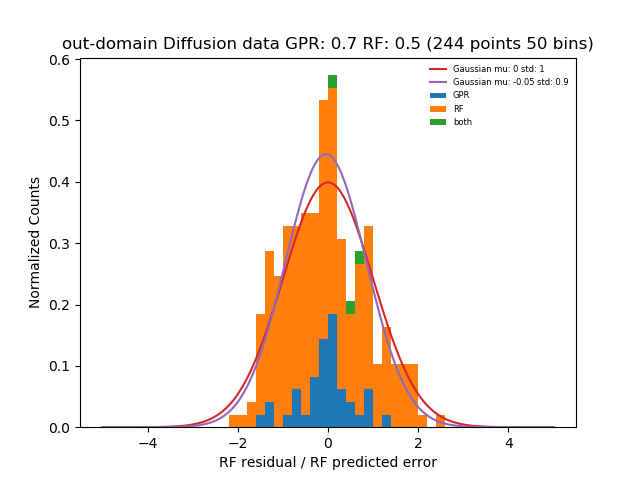 out-domain Diffusion data GPR: 0.7 RF: 0.5 (244 points 50 bins)
Gaussian mu: 0 std: 1
Gaussian mu: -0.05 std: 0.9
GPR
RF
both
Normalized Counts
0.6
0.5
0.4
0.3
0.2
0.1
0.0
−4 −2 0 2 4
RF residual / RF predicted error